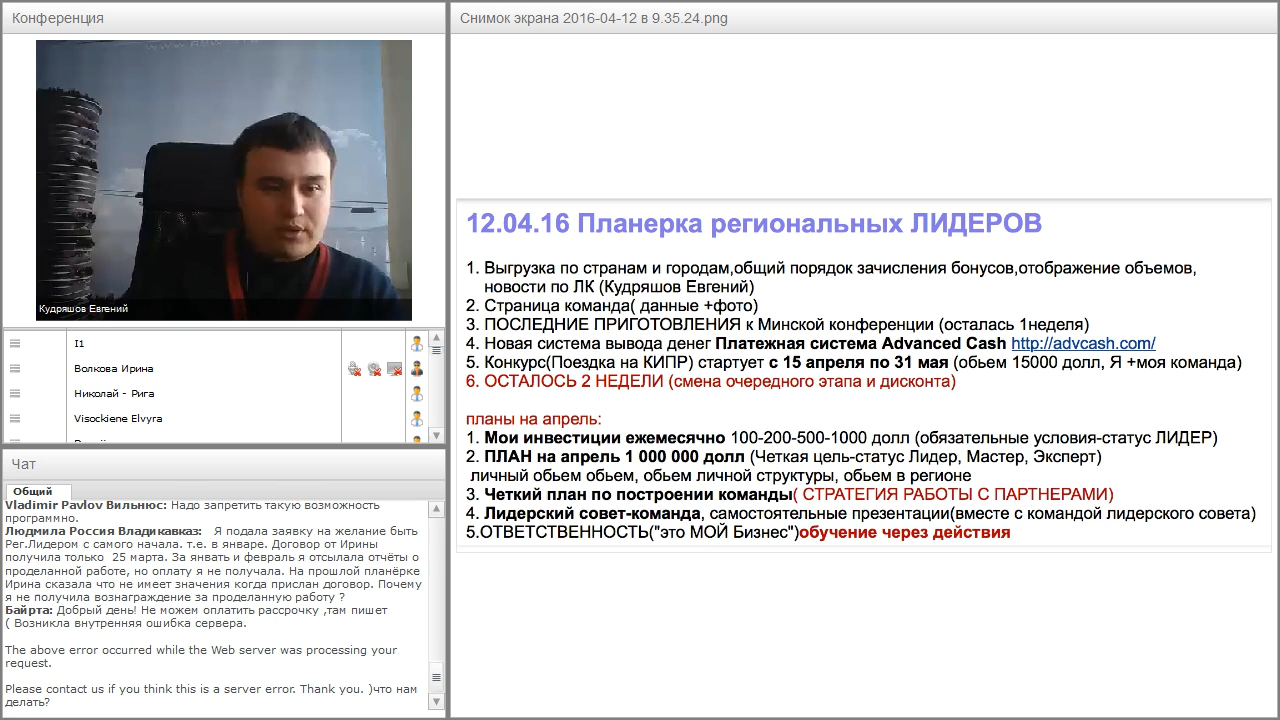 Конференция
Кудряшов Евгений
I1
Волкова Ирина
Николай - Рига
Visockiene Elvyra
Чат
Общий
Vladimir Pavlov Вильнюс: Надо запретить такую возможность
програмно.
Людмила Россия Владикавказ: Я подала заявку на желание быть
Рег.Лидером с самого начала. т.е. в январе. Договор от Ирины
получила только 25 марта. За январь и февраль я отсылала отчёты о
проделанной работе, но оплату я не получала. На прошлой планёрке
Ирина сказала что не имеет значения когда прислан договор. Почему
я не получила вознаграждение за проделанную работу ?
Байрта: Добрый день! Не можем оплатить рассрочку ,там пишет
( Возникла внутренняя ошибка сервера.
The above error occurred while the Web server was processing your
request.
Please contact us if you think this is a server error. Thank you. )что нам
делать?
Снимок экрана 2016-04-12 в 9.35.24.png
12.04.16 Планерка региональных ЛИДЕРОВ
1. Выгрузка по странам и городам,общий порядок зачисления бонусов,отображение объемов,
новости по ЛК (Кудряшов Евгений)
2. Страница команда( данные +фото)
3. ПОСЛЕДНИЕ ПРИГОТОВЛЕНИЯ к Минской конференции (осталась 1неделя)
4. Новая система вывода денег Платежная система Advanced Cash http://advcash.com/
5. Конкурс(Поездка на КИПР) стартует с 15 апреля по 31 мая (обьем 15000 долл, Я +моя команда)
6. ОСТАЛОСЬ 2 НЕДЕЛИ (смена очередного этапа и дисконта)
планы на апрель:
1. Мои инвестиции ежемесячно 100-200-500-1000 долл (обязательные условия-статус ЛИДЕР)
2. ПЛАН на апрель 1 000 000 долл (Четкая цель-статус Лидер, Мастер, Эксперт)
личный обьем обьем, обьем личной структуры, обьем в регионе
3. Четкий план по построении команды( СТРАТЕГИЯ РАБОТЫ С ПАРТНЕРАМИ)
4. Лидерский совет-команда, самостоятельные презентации(вместе с командой лидерского совета)
5.ОТВЕТСТВЕННОСТЬ("это МОЙ Бизнес")обучение через действия